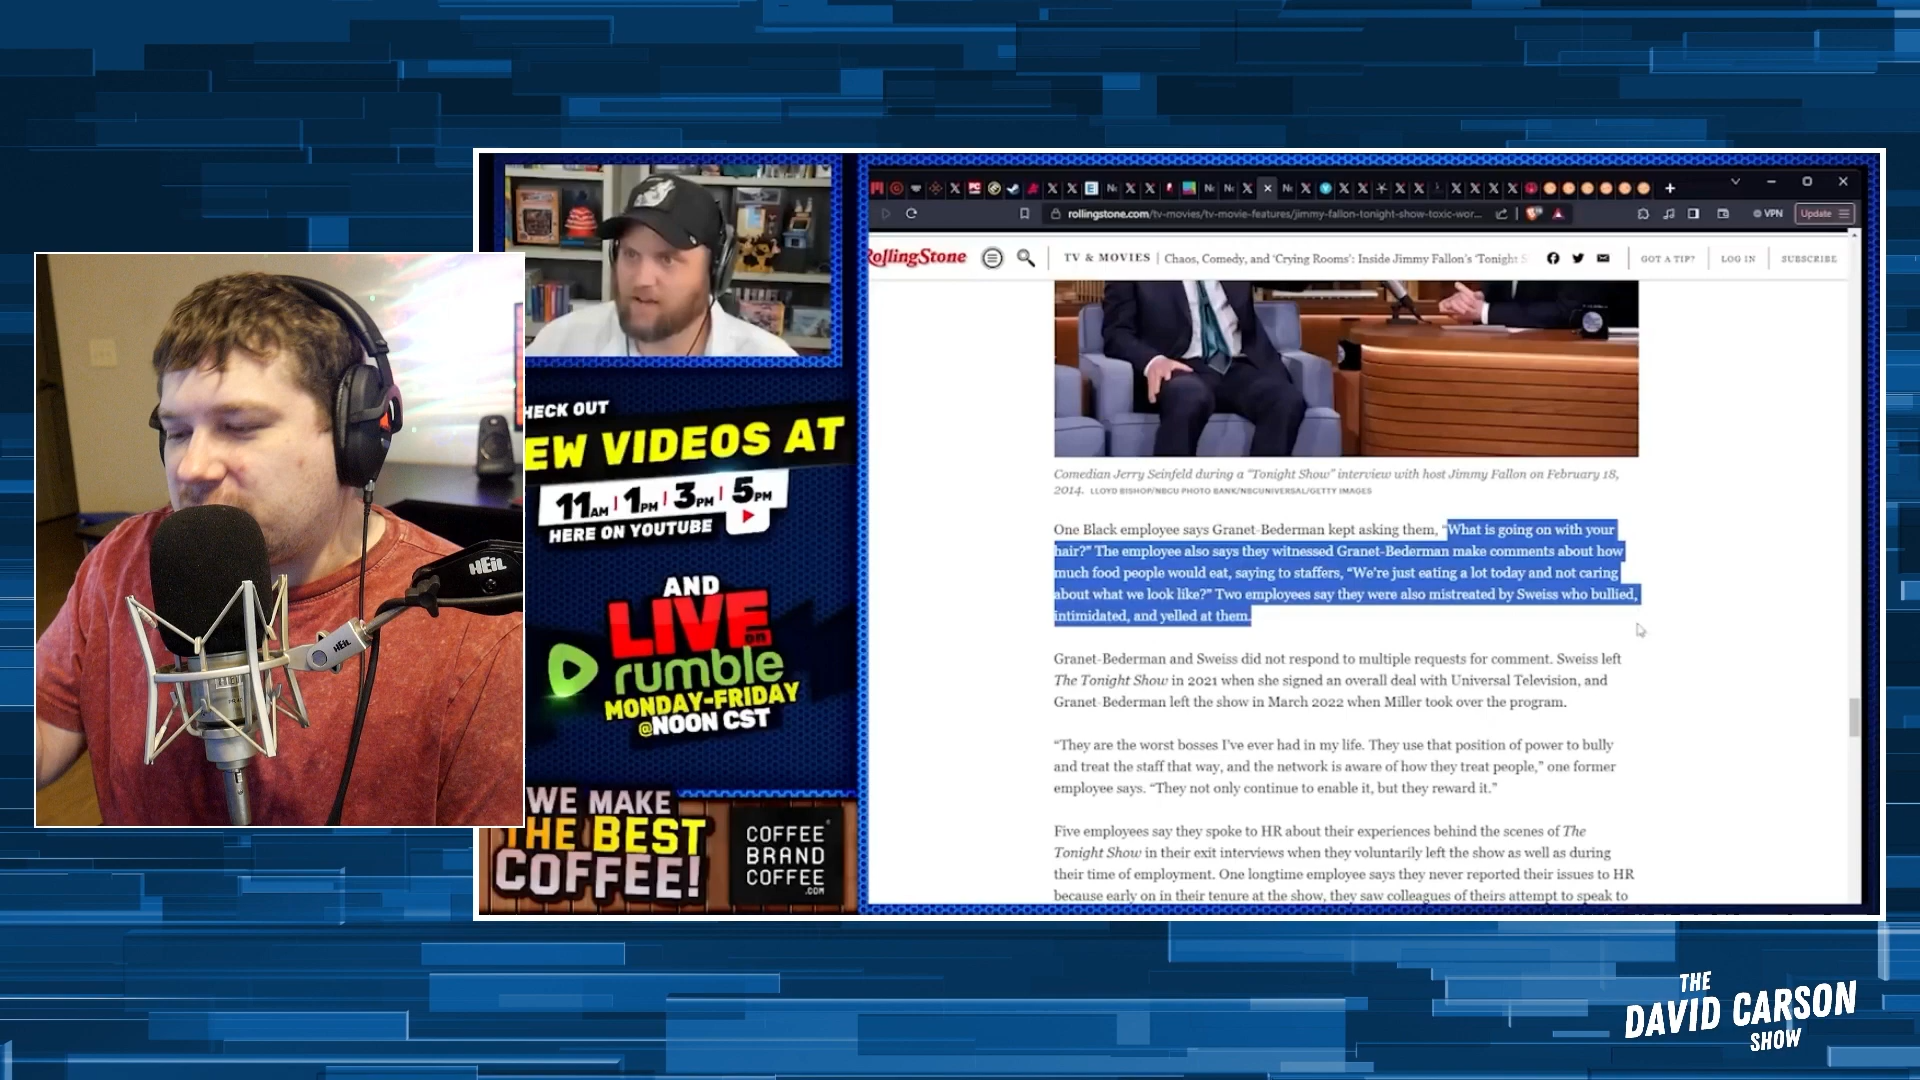 rollingstone.com/tv-movies/tv-movie-features/jimmy-fallon-tonight-show-toxic-wor...
VPN
Update
RollingStone
TV & MOVIES
Chaos, Comedy, and ‘Crying Rooms’: Inside Jimmy Fallon’s ‘Tonight S
GOT A TIP?
LOG IN
SUBSCRIBE
Comedian Jerry Seinfeld during a “Tonight Show” interview with host Jimmy Fallon on February 18,
2014. LLOYD BISHOP/NBCU PHOTO BANK/NBCUNIVERSAL/GETTY IMAGES
One Black employee says Granet-Bederman kept asking them, “What is going on with your
hair?” The employee also says they witnessed Granet-Bederman make comments about how
much food people would eat, saying to staffers, “We’re just eating a lot today and not caring
about what we look like?” Two employees say they were also mistreated by Sweiss who bullied,
intimidated, and yelled at them.
Granet-Bederman and Sweiss did not respond to multiple requests for comment. Sweiss left
The Tonight Show in 2021 when she signed an overall deal with Universal Television, and
Granet-Bederman left the show in March 2022 when Miller took over the program.
“They are the worst bosses I’ve ever had in my life. They use that position of power to bully
and treat the staff that way, and the network is aware of how they treat people,” one former
employee says. “They not only continue to enable it, but they reward it.”
Five employees say they spoke to HR about their experiences behind the scenes of The
Tonight Show in their exit interviews when they voluntarily left the show as well as during
their time of employment. One longtime employee says they never reported their issues to HR
because early on in their tenure at the show, they saw colleagues of theirs attempt to speak to
HECK OUT
EW VIDEOS AT
11AM | 1PM | 3PM | 5PM
HERE ON YOUTUBE
AND
LIVE on
rumble
MONDAY-FRIDAY
@NOON CST
WE MAKE
THE BEST
COFFEE!
COFFEE
BRAND
COFFEE
.COM
HEiL
HEiL
THE
DAVID CARSON
SHOW